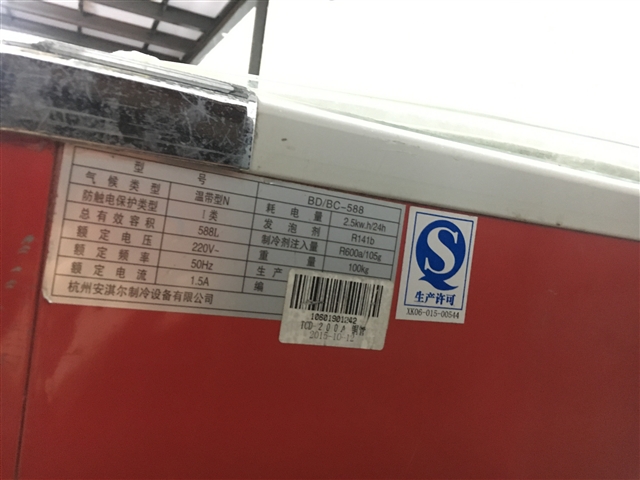 型 号 BD/BC-588
气候类型 温带型N 耗电量 2.5kw.h/24h
防触电保护类型 I类 发泡剂 R141b
总有效容积 588L 制冷剂注入量 R600a/105g
额定电压 220V~ 重量 100kg
额定频率 50Hz 生产
额定电流 1.5A 编
杭州安淇尔制冷设备有限公司
10601901242
TCD-200A
2015-10-12
QS
生产许可
XK06-015-00544